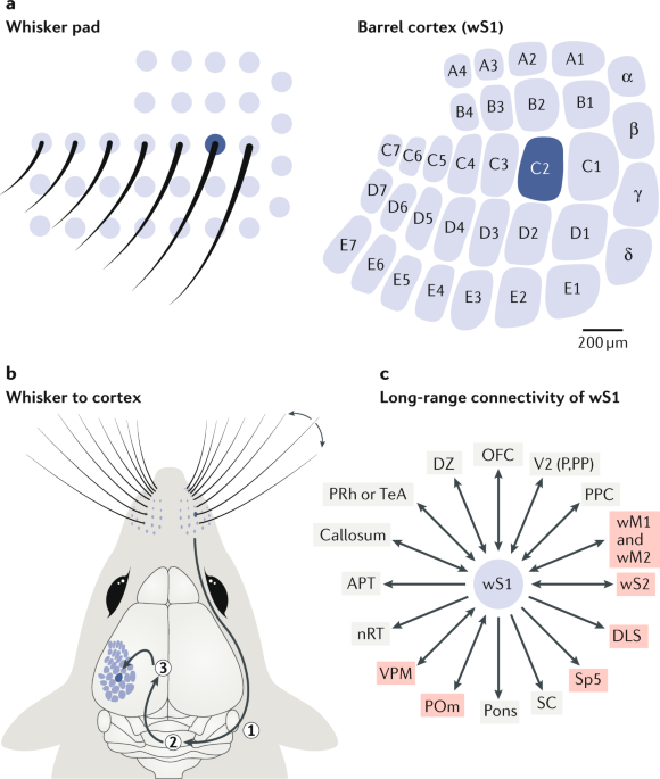 a
Whisker pad
Barrel cortex (wS1)
A4 A3 A2 A1 α
B4 B3 B2 B1 β
C7 C6 C5 C4 C3 C2 C1 γ
D7 D6 D5 D4 D3 D2 D1 δ
E7 E6 E5 E4 E3 E2 E1
200 μm
b
Whisker to cortex
1
2
3
c
Long-range connectivity of wS1
wS1
OFC
V2 (P,PP)
PPC
wM1
and
wM2
wS2
DLS
Sp5
SC
Pons
POm
VPM
nRT
APT
Callosum
PRh or TeA
DZ